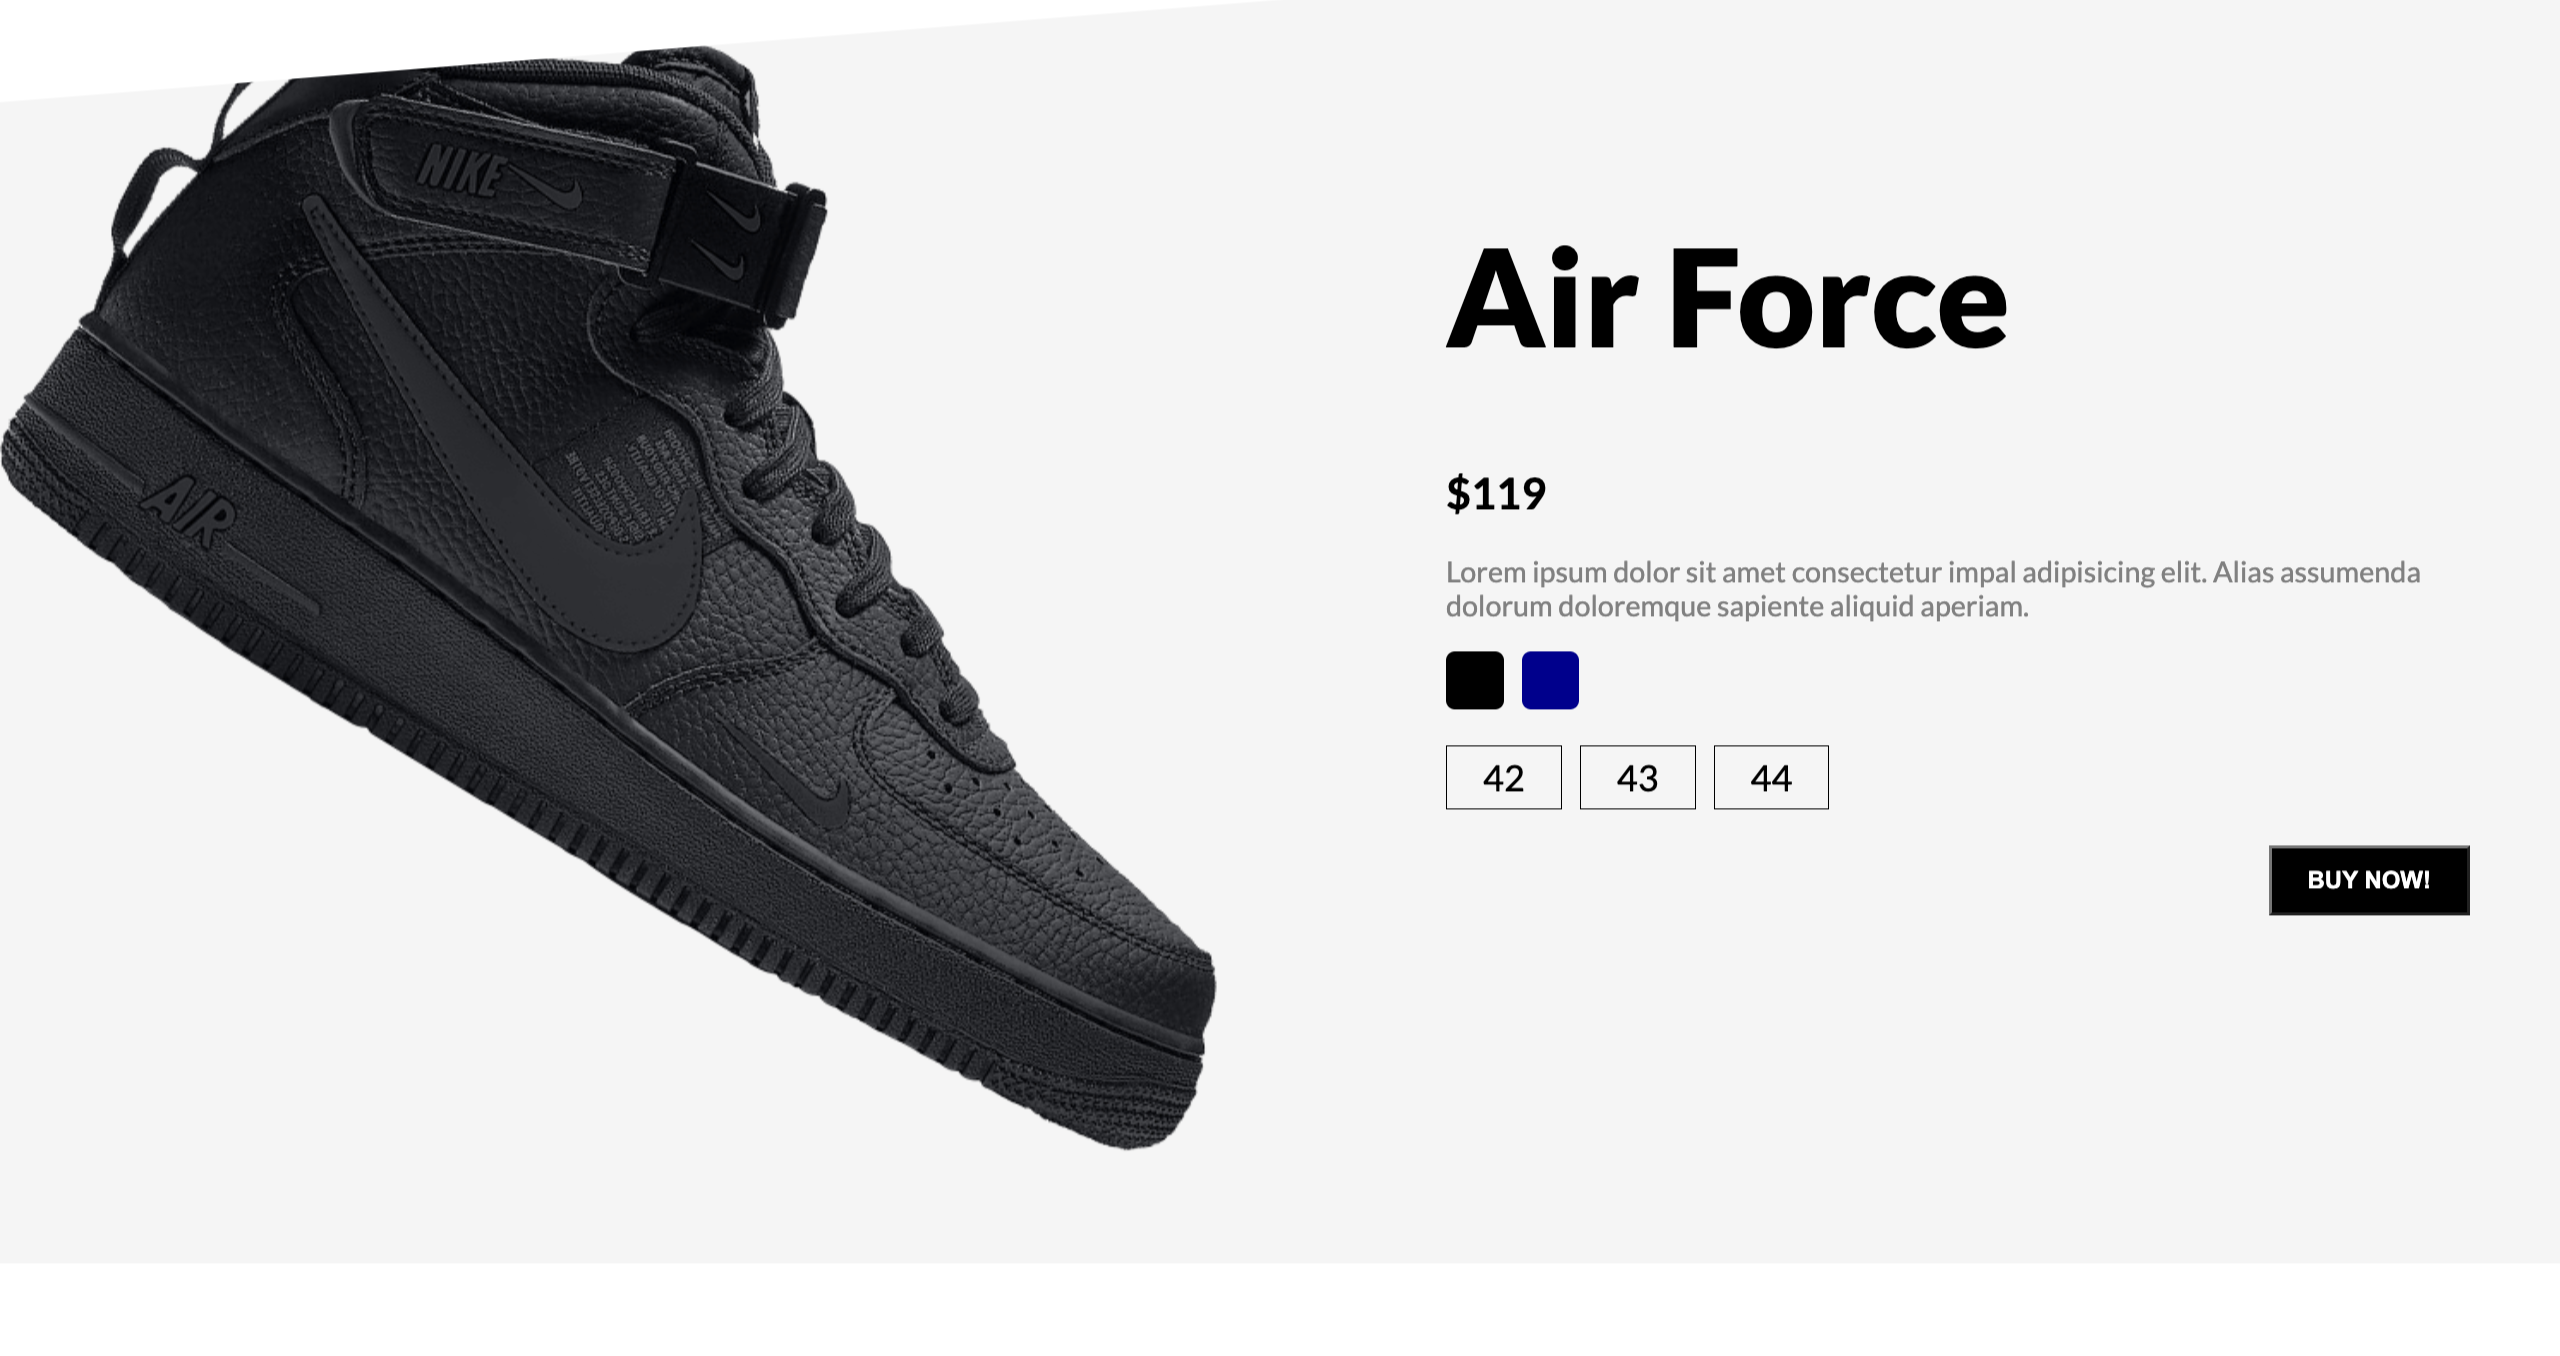 NIKE
AIR
Air Force
$119
Lorem ipsum dolor sit amet consectetur impal adipisicing elit. Alias assumenda
dolorum doloremque sapiente aliquid aperiam.
42 43 44
BUY NOW!